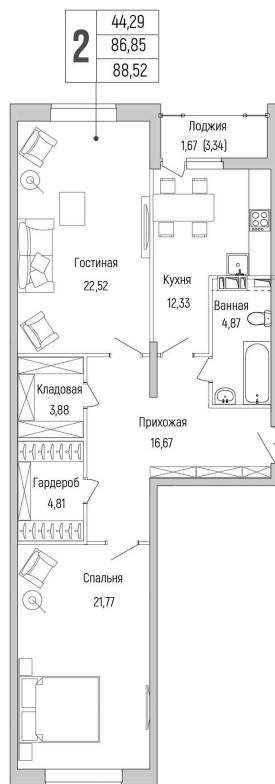 2
44,29
86,85
88,52
Лоджия
1,67 (3,34)
Гостиная
22,52
Кухня
12,33
Ванная
4,87
Кладовая
3,88
Прихожая
16,67
Гардероб
4,81
Спальня
21,77